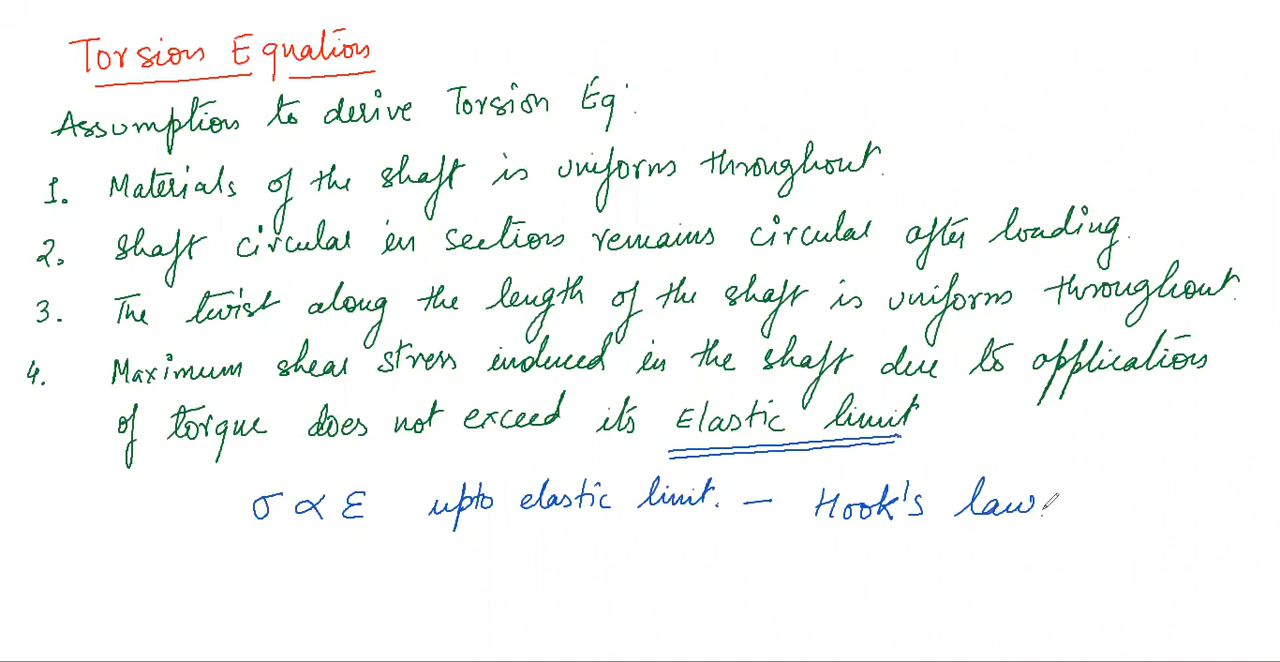 Torsion Equation
Assumption to derive Torsion Eq.
1. Materials of the shaft is uniform throughout.
2. Shaft circular in section remains circular after loading.
3. The twist along the length of the shaft is uniform throughout.
4. Maximum shear stress induced in the shaft due to application
of torque does not exceed its Elastic limit
σ ∝ ε upto elastic limit. — Hook's law.